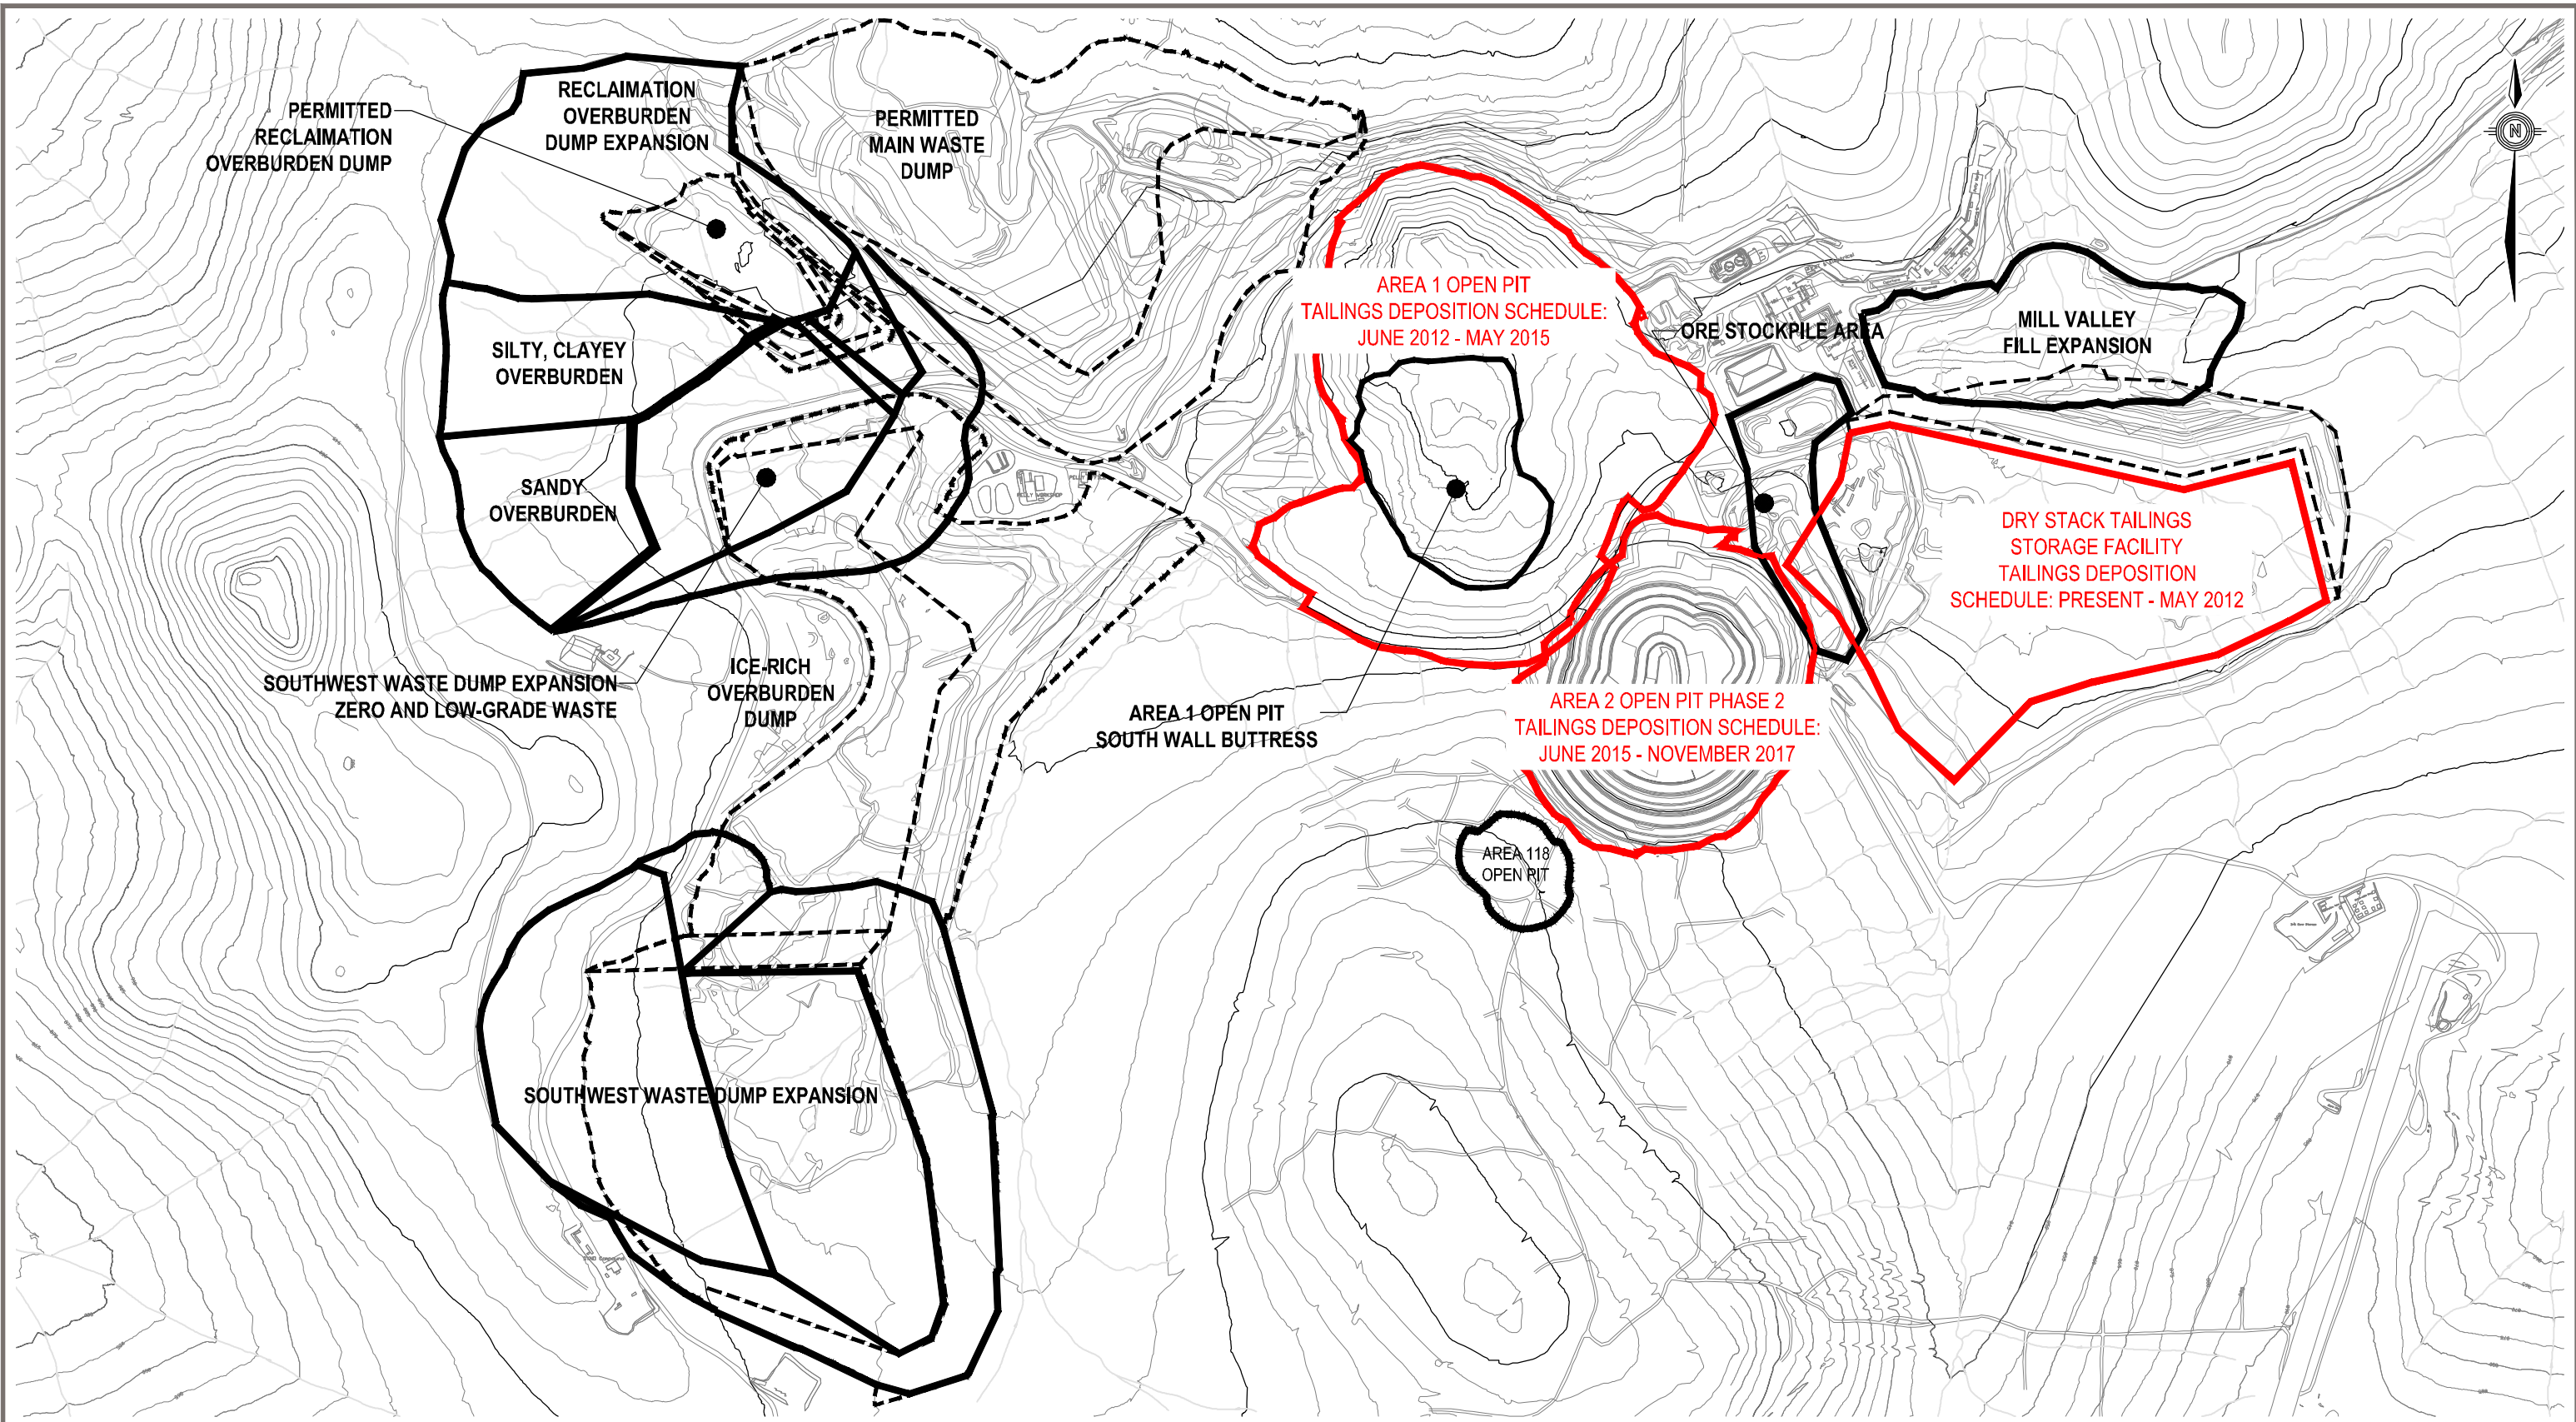 PERMITTED
RECLAIMATION
OVERBURDEN DUMP
RECLAIMATION
OVERBURDEN
DUMP EXPANSION
PERMITTED
MAIN WASTE
DUMP
N
AREA 1 OPEN PIT
TAILINGS DEPOSITION SCHEDULE:
JUNE 2012 - MAY 2015
ORE STOCKPILE AREA
MILL VALLEY
FILL EXPANSION
SILTY, CLAYEY
OVERBURDEN
SANDY
OVERBURDEN
PELLY WORKSHOP
DRY STACK TAILINGS
STORAGE FACILITY
TAILINGS DEPOSITION
SCHEDULE: PRESENT - MAY 2012
SOUTHWEST WASTE DUMP EXPANSION
ZERO AND LOW-GRADE WASTE
ICE-RICH
OVERBURDEN
DUMP
AREA 1 OPEN PIT
SOUTH WALL BUTTRESS
AREA 2 OPEN PIT PHASE 2
TAILINGS DEPOSITION SCHEDULE:
JUNE 2015 - NOVEMBER 2017
AREA 118
OPEN PIT
SOUTHWEST WASTE DUMP EXPANSION